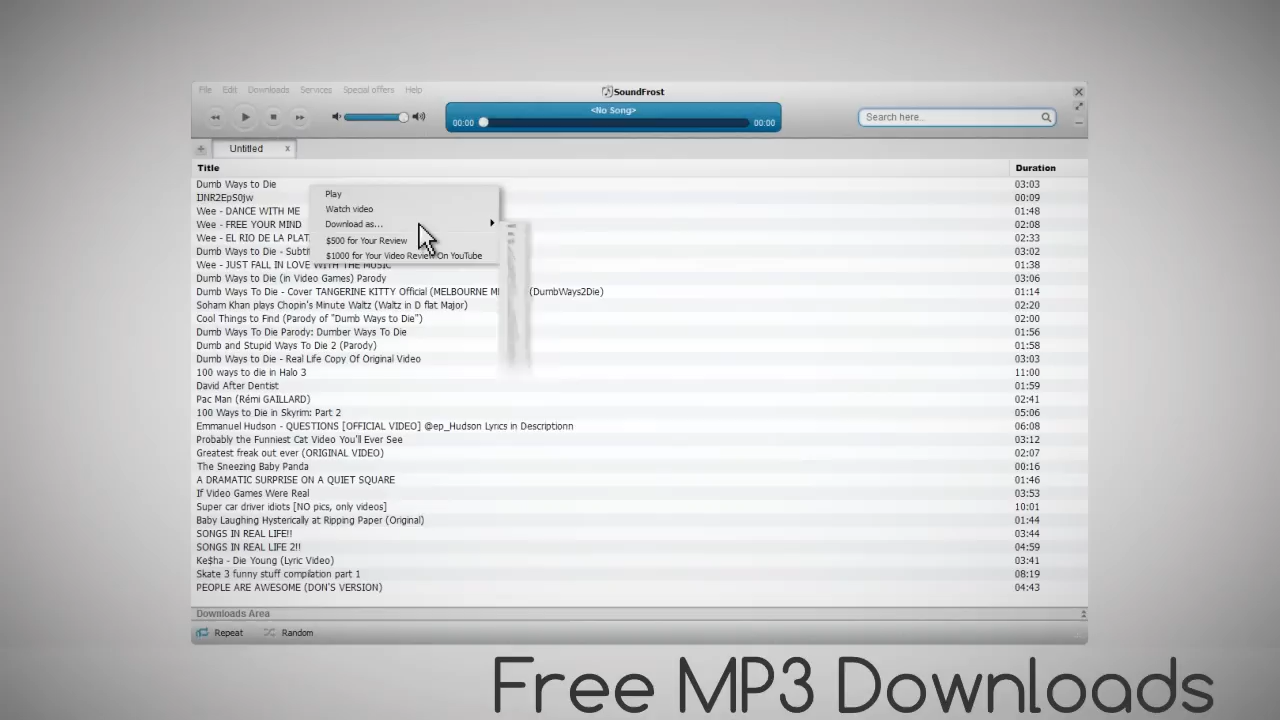 File Edit Downloads Services Special offers Help
SoundFrost
<No Song>
00:00 00:00
Search here...
Untitled x
Title Duration
Dumb Ways to Die 03:03
IJNR2EpS0jw 00:09
Wee - DANCE WITH ME 01:48
Wee - FREE YOUR MIND 02:08
Wee - EL RIO DE LA PLAT 02:33
Dumb Ways to Die - Subti 03:02
Wee - JUST FALL IN LOVE WITH THE MUSIC 01:38
Play
Watch video
Download as...
$500 for Your Review
$1000 for Your Video Review On YouTube
Dumb Ways to Die (in Video Games) Parody 02:06
Dumb Ways To Die - Cover TANGERINE KITTY Official (MELBOURNE ME (DumbWays2Die) 01:14
Soham Khan plays Chopin's Minute Waltz (Waltz in D flat Major) 02:20
Cool Things to Find (Parody of "Dumb Ways to Die") 02:00
Dumb Ways To Die Parody: Dumber Ways To Die 01:56
Dumb and Stupid Ways To Die 2 (Parody) 01:58
Dumb Ways to Die - Real Life Copy Of Original Video 03:03
100 ways to die in Halo 3 11:00
David After Dentist 01:59
Pac Man (Rémi GAILLARD) 02:41
100 Ways to Die in Skyrim: Part 2 05:06
Emmanuel Hudson - QUESTIONS [OFFICIAL VIDEO] @ep_Hudson Lyrics in Descriptionn 06:08
Probably the Funniest Cat Video You'll Ever See 03:12
Greatest freak out ever (ORIGINAL VIDEO) 02:07
The Sneezing Baby Panda 00:16
A DRAMATIC SURPRISE ON A QUIET SQUARE 01:46
If Video Games Were Real 03:53
Super car driver idiots [NO pics, only videos] 10:01
Baby Laughing Hysterically at Ripping Paper (Original) 01:44
SONGS IN REAL LIFE!! 03:44
SONGS IN REAL LIFE 2!! 04:59
Ke$ha - Die Young (Lyric Video) 03:41
Skate 3 funny stuff compilation part 1 08:19
PEOPLE ARE AWESOME (DON'S VERSION) 04:43
Downloads Area
Repeat Random
Free MP3 Downloads